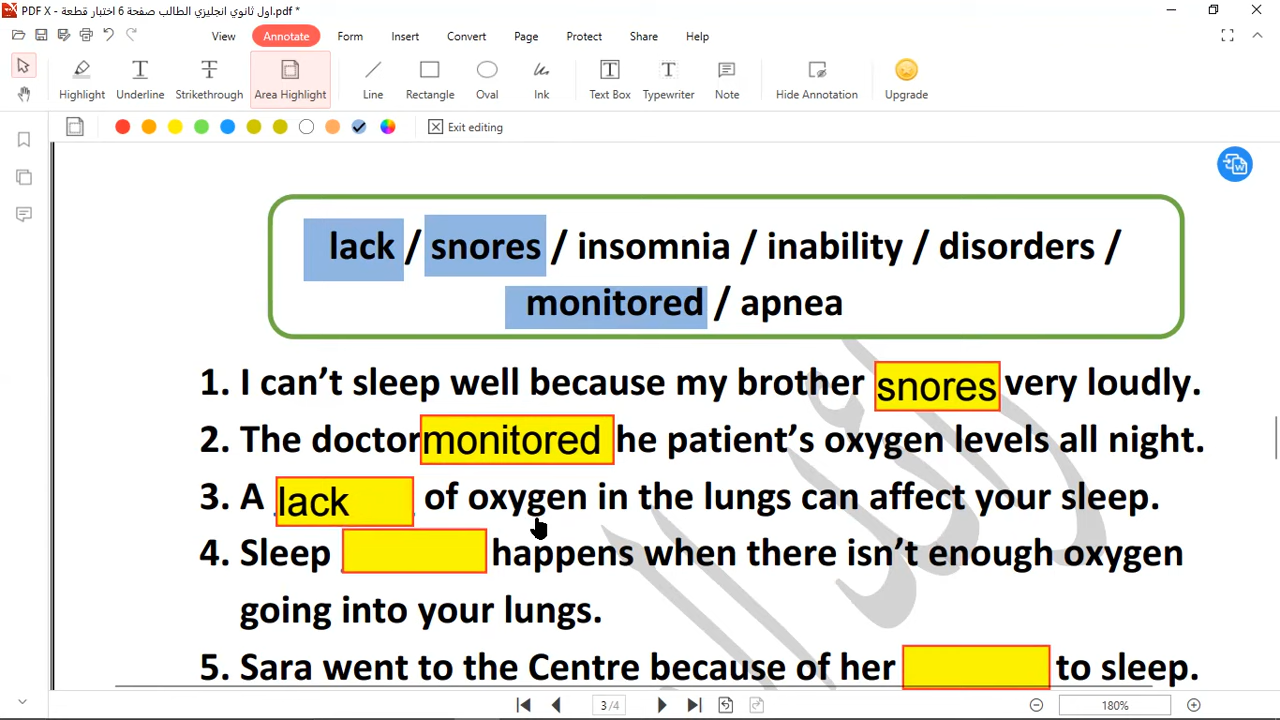 PDF X - اول ثانوي انجليزي الطالب صفحة 6 اختبار قطعة.pdf *
View Annotate Form Insert Convert Page Protect Share Help
Highlight Underline Strikethrough Area Highlight Line Rectangle Oval Ink Text Box Typewriter Note Hide Annotation Upgrade
Exit editing
lack / snores / insomnia / inability / disorders /
monitored / apnea
1. I can’t sleep well because my brother snores very loudly.
2. The doctor monitored he patient’s oxygen levels all night.
3. A lack of oxygen in the lungs can affect your sleep.
4. Sleep happens when there isn’t enough oxygen
going into your lungs.
5. Sara went to the Centre because of her to sleep.
3/4 180%